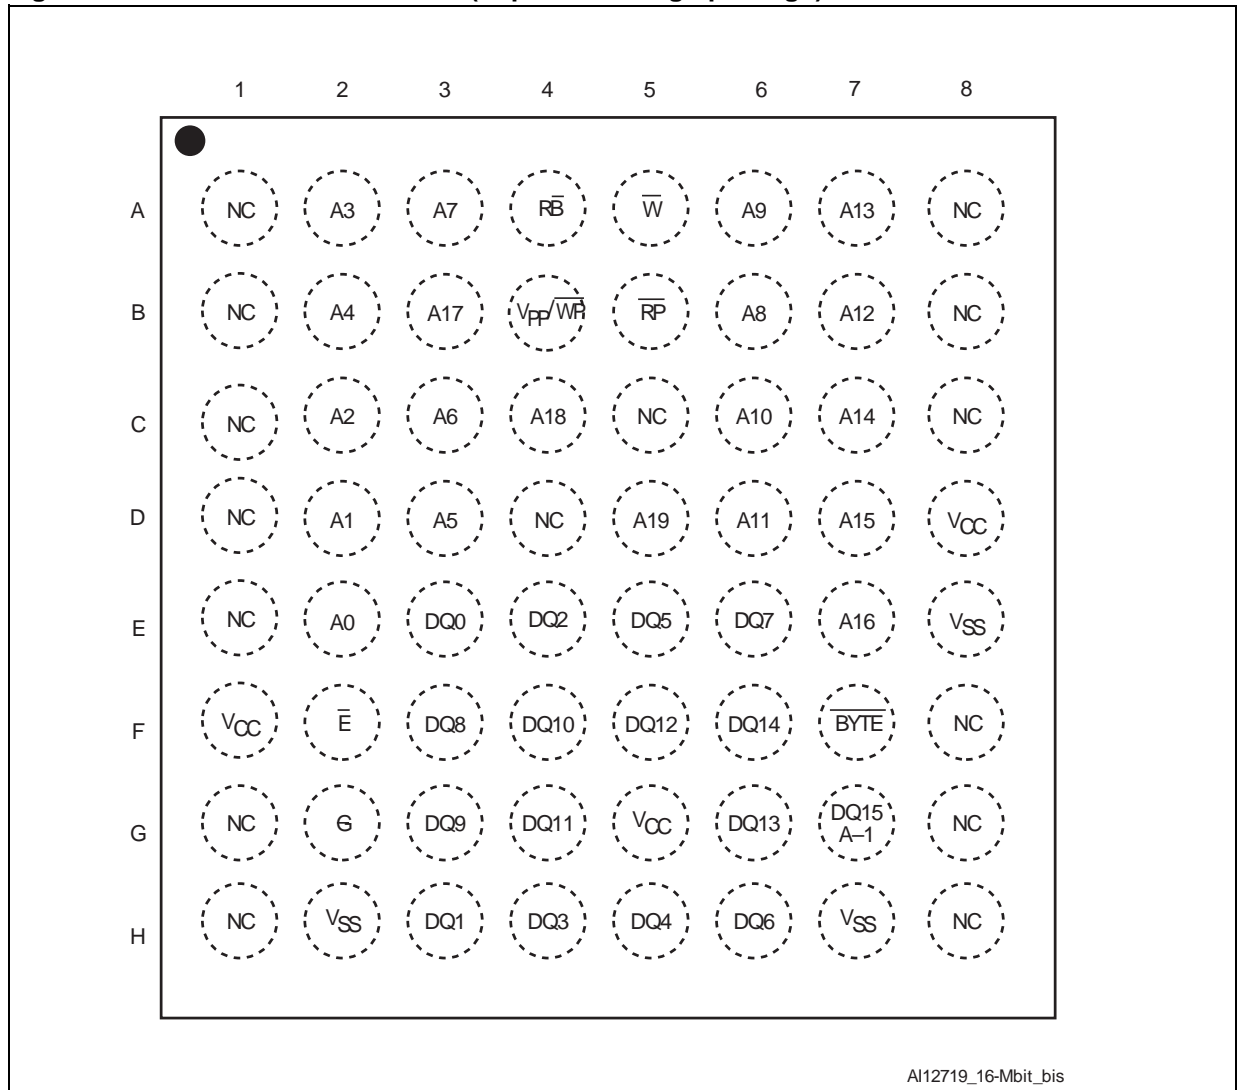 1 2 3 4 5 6 7 8
A NC A3 A7 RB̅ W̅ A9 A13 NC
B NC A4 A17 VPP/W̅P̅ R̅P̅ A8 A12 NC
C NC A2 A6 A18 NC A10 A14 NC
D NC A1 A5 NC A19 A11 A15 VCC
E NC A0 DQ0 DQ2 DQ5 DQ7 A16 VSS
F VCC E̅ DQ8 DQ10 DQ12 DQ14 B̅Y̅T̅E̅ NC
G NC G DQ9 DQ11 VCC DQ13 DQ15 A–1 NC
H NC VSS DQ1 DQ3 DQ4 DQ6 VSS NC
AI12719_16-Mbit_bis